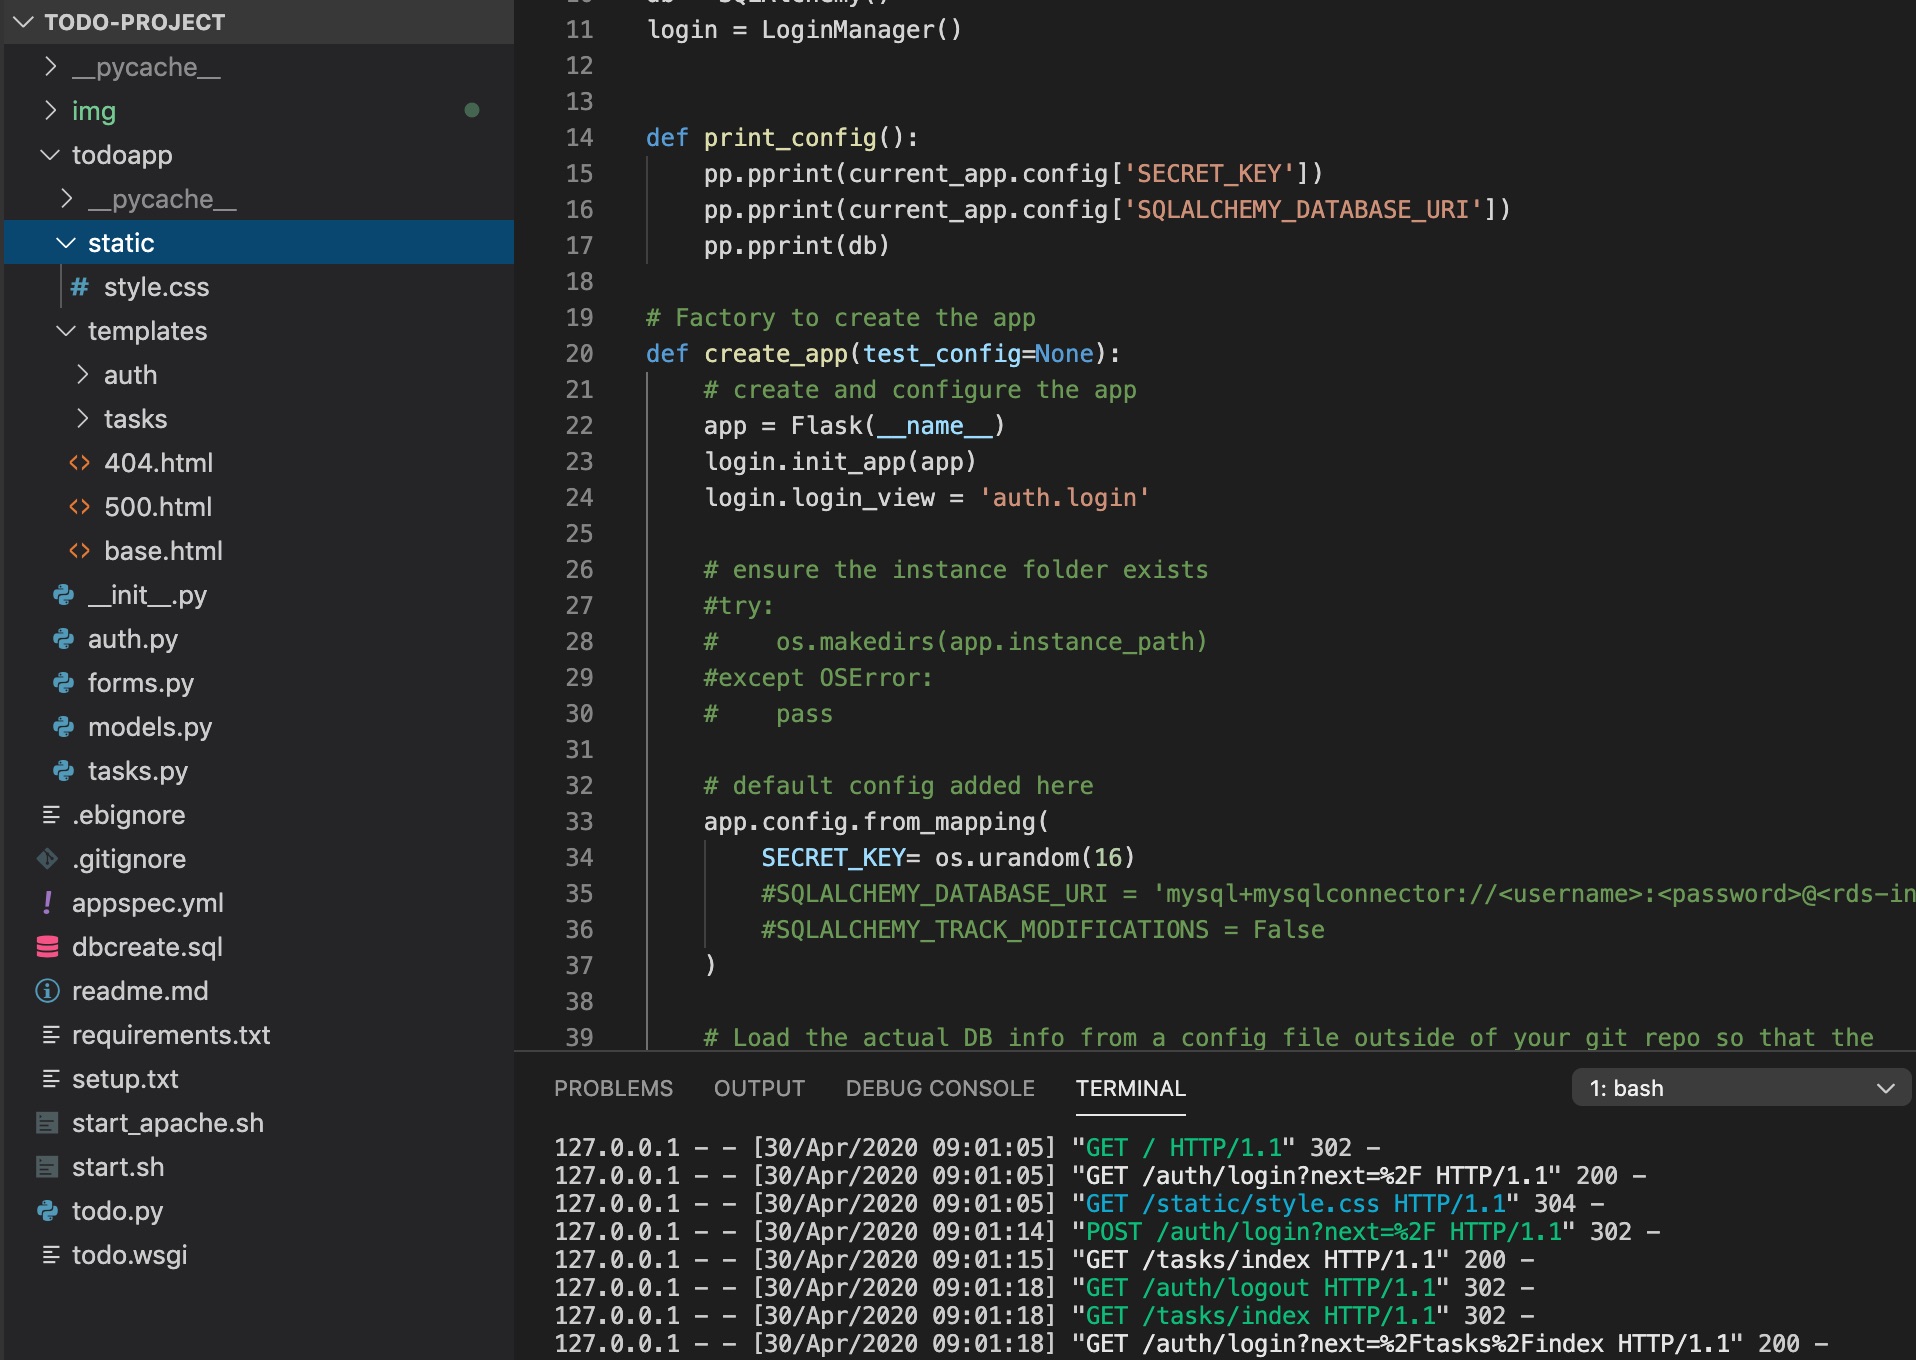 TODO-PROJECT
__pycache__
img
todoapp
__pycache__
static
# style.css
templates
auth
tasks
<> 404.html
<> 500.html
<> base.html
__init__.py
auth.py
forms.py
models.py
tasks.py
.ebignore
.gitignore
! appspec.yml
dbcreate.sql
readme.md
requirements.txt
setup.txt
start_apache.sh
start.sh
todo.py
todo.wsgi
10 db = SQLAlchemy()
11 login = LoginManager()
12
13
14 def print_config():
15     pp.pprint(current_app.config['SECRET_KEY'])
16     pp.pprint(current_app.config['SQLALCHEMY_DATABASE_URI'])
17     pp.pprint(db)
18
19 # Factory to create the app
20 def create_app(test_config=None):
21     # create and configure the app
22     app = Flask(__name__)
23     login.init_app(app)
24     login.login_view = 'auth.login'
25
26     # ensure the instance folder exists
27     #try:
28     #    os.makedirs(app.instance_path)
29     #except OSError:
30     #    pass
31
32     # default config added here
33     app.config.from_mapping(
34         SECRET_KEY= os.urandom(16)
35         #SQLALCHEMY_DATABASE_URI = 'mysql+mysqlconnector://<username>:<password>@<rds-in
36         #SQLALCHEMY_TRACK_MODIFICATIONS = False
37     )
38
39     # Load the actual DB info from a config file outside of your git repo so that the
PROBLEMS OUTPUT DEBUG CONSOLE TERMINAL 1: bash
127.0.0.1 - - [30/Apr/2020 09:01:05] "GET / HTTP/1.1" 302 -
127.0.0.1 - - [30/Apr/2020 09:01:05] "GET /auth/login?next=%2F HTTP/1.1" 200 -
127.0.0.1 - - [30/Apr/2020 09:01:05] "GET /static/style.css HTTP/1.1" 304 -
127.0.0.1 - - [30/Apr/2020 09:01:14] "POST /auth/login?next=%2F HTTP/1.1" 302 -
127.0.0.1 - - [30/Apr/2020 09:01:15] "GET /tasks/index HTTP/1.1" 200 -
127.0.0.1 - - [30/Apr/2020 09:01:18] "GET /auth/logout HTTP/1.1" 302 -
127.0.0.1 - - [30/Apr/2020 09:01:18] "GET /tasks/index HTTP/1.1" 302 -
127.0.0.1 - - [30/Apr/2020 09:01:18] "GET /auth/login?next=%2Ftasks%2Findex HTTP/1.1" 200 -